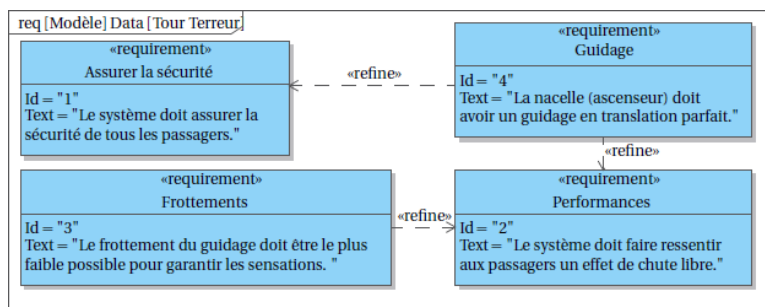 req [Modèle] Data [Tour Terreur]
«requirement»
Assurer la sécurité
Id = "1"
Text = "Le système doit assurer la
sécurité de tous les passagers."
«refine»
«requirement»
Guidage
Id = "4"
Text = "La nacelle (ascenseur) doit
avoir un guidage en translation parfait."
«refine»
«requirement»
Frottements
Id = "3"
Text = "Le frottement du guidage doit être le plus
faible possible pour garantir les sensations. "
«refine»
«requirement»
Performances
Id = "2"
Text = "Le système doit faire ressentir
aux passagers un effet de chute libre."